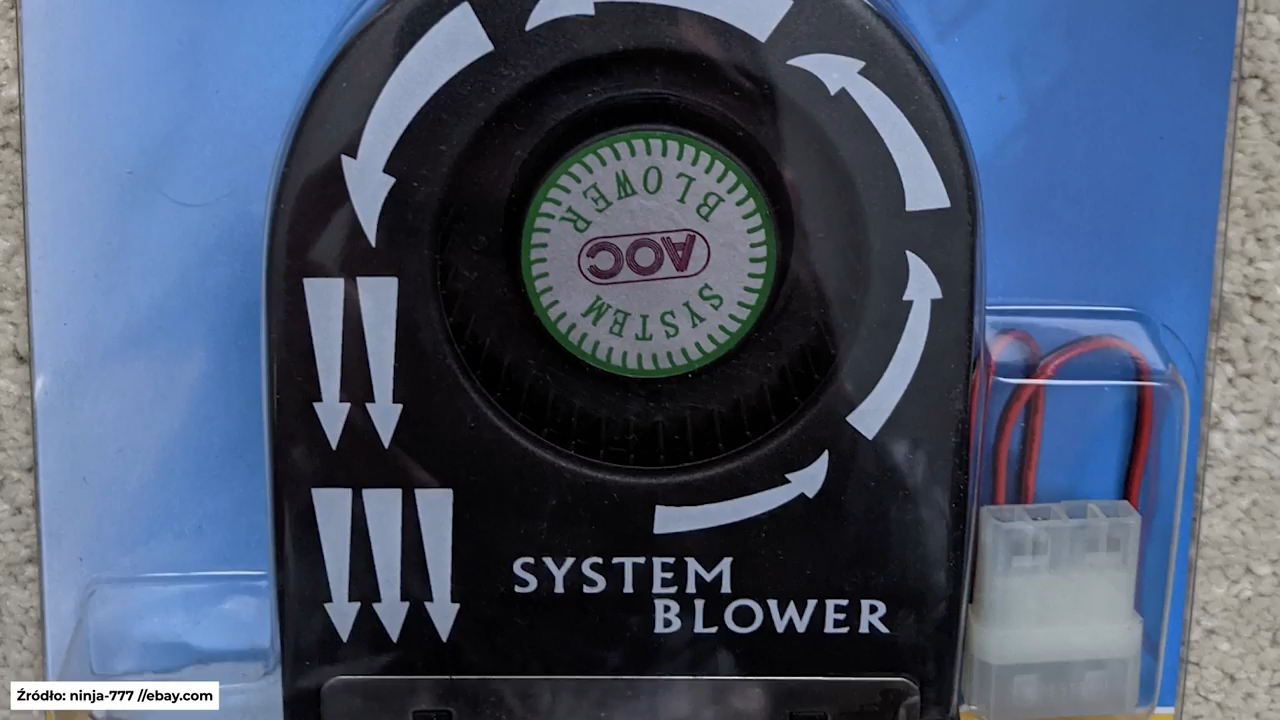 BLOWER
AOC
SYSTEM
SYSTEM
BLOWER
Źródło: ninja-777 //ebay.com